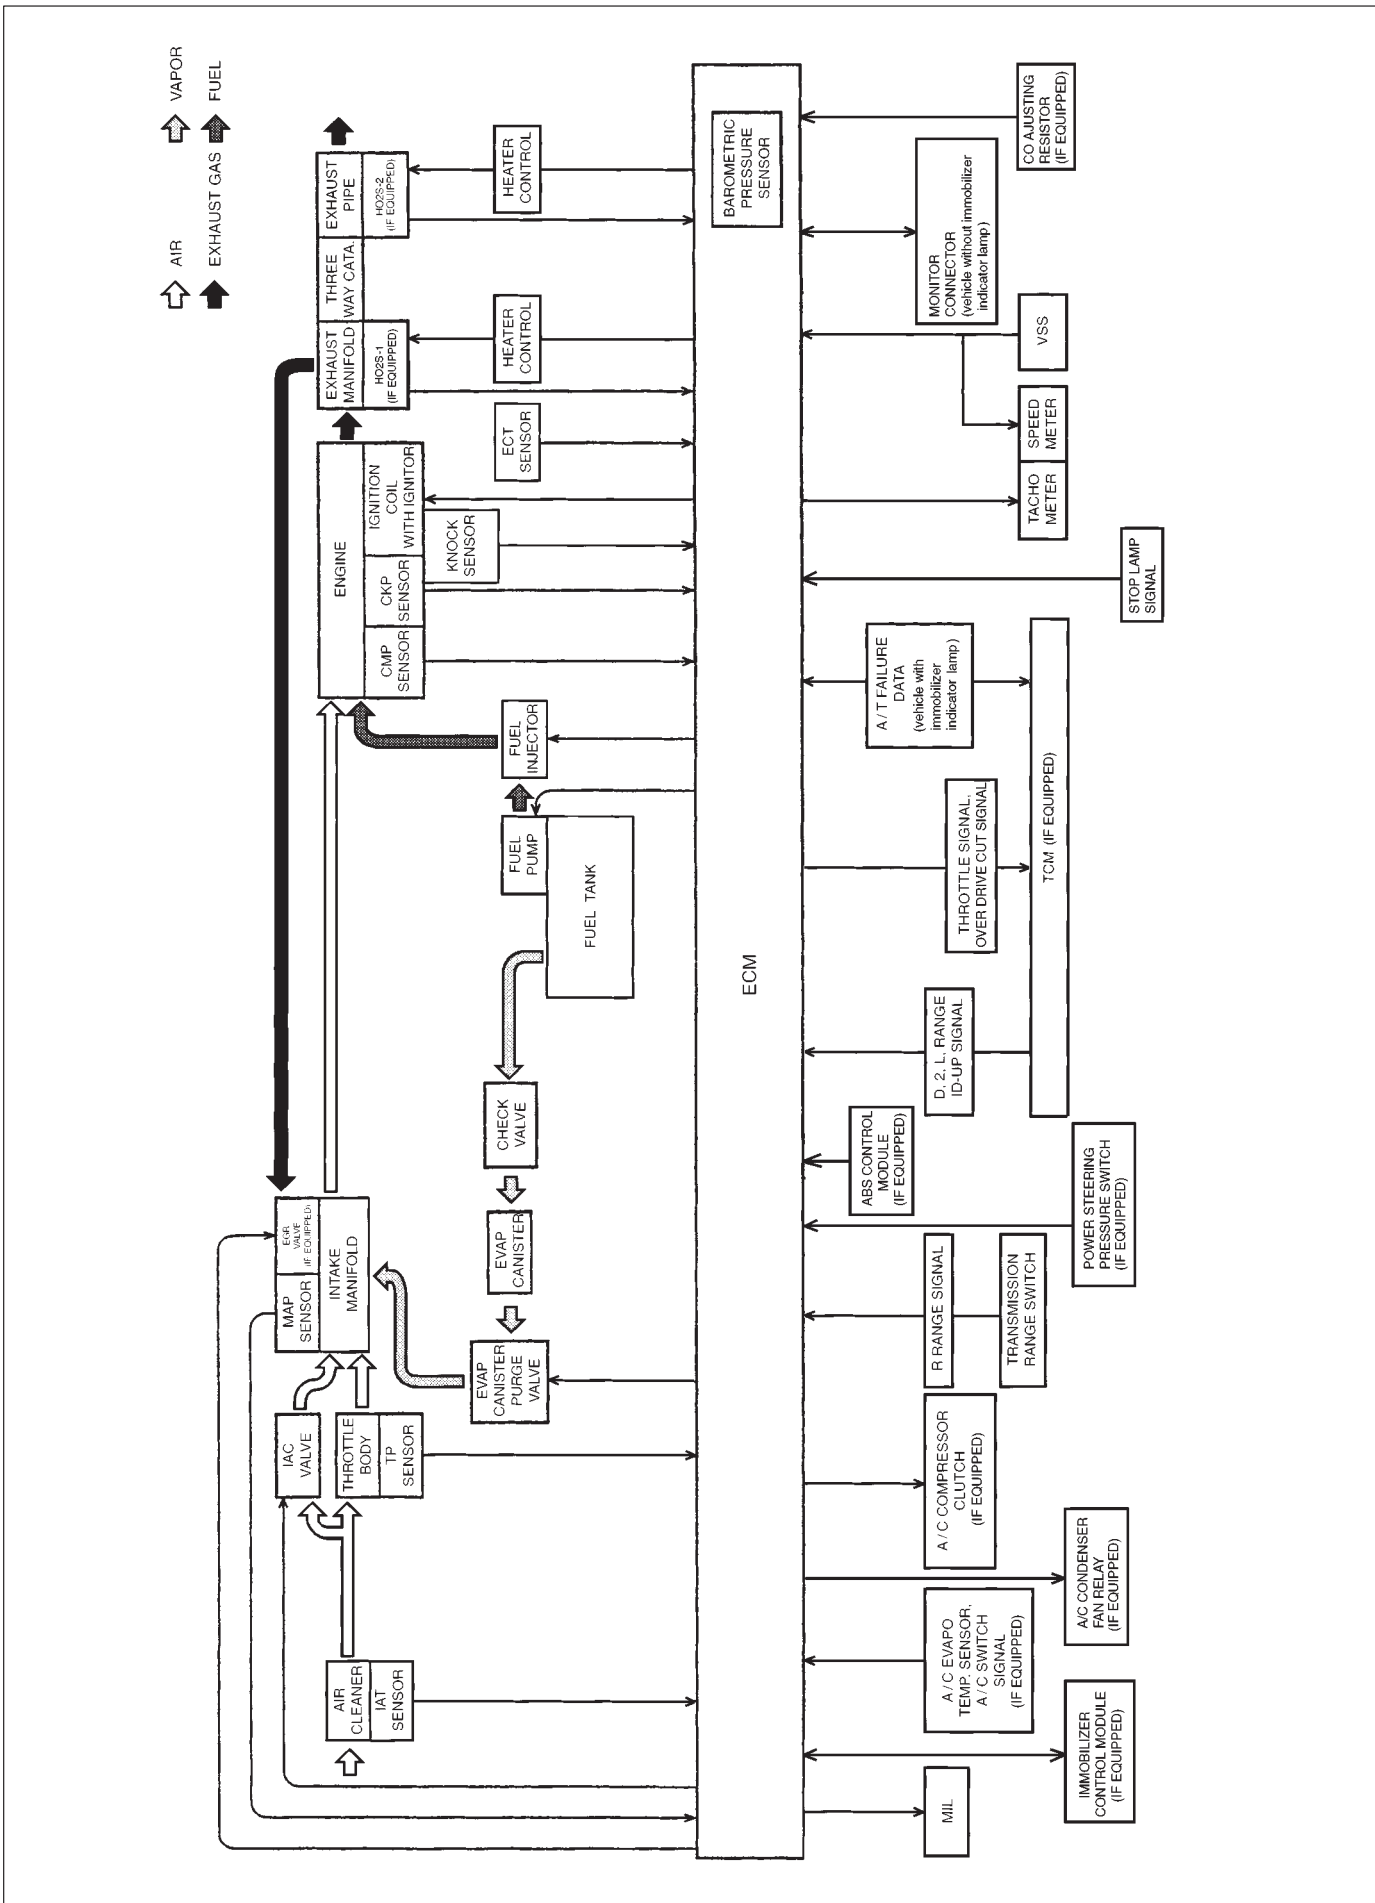 AIR
VAPOR
EXHAUST GAS
FUEL
EGR
VALVE
(IF EQUIPPED)
MAP
SENSOR
INTAKE
MANIFOLD
IAC
VALVE
THROTTLE
BODY
TP
SENSOR
AIR
CLEANER
IAT
SENSOR
ENGINE
CMP
SENSOR
CKP
SENSOR
IGNITION
COIL
WITH IGNITOR
KNOCK
SENSOR
EXHAUST
MANIFOLD
HO2S-1
(IF EQUIPPED)
THREE
WAY CATA.
EXHAUST
PIPE
HO2S-2
(IF EQUIPPED)
EVAP
CANISTER
PURGE
VALVE
EVAP
CANISTER
CHECK
VALVE
FUEL
PUMP
FUEL TANK
FUEL
INJECTOR
ECT
SENSOR
HEATER
CONTROL
HEATER
CONTROL
ECM
BAROMETRIC
PRESSURE
SENSOR
MIL
IMMOBILIZER
CONTROL MODULE
(IF EQUIPPED)
A/C EVAPO
TEMP. SENSOR,
A/C SWITCH
SIGNAL
(IF EQUIPPED)
A/C CONDENSER
FAN RELAY
(IF EQUIPPED)
A/C COMPRESSOR
CLUTCH
(IF EQUIPPED)
R RANGE SIGNAL
TRANSMISSION
RANGE SWITCH
POWER STEERING
PRESSURE SWITCH
(IF EQUIPPED)
ABS CONTROL
MODULE
(IF EQUIPPED)
D, 2, L, RANGE
ID-UP SIGNAL
THROTTLE SIGNAL,
OVER DRIVE CUT SIGNAL
A/T FAILURE
DATA
(vehicle with
immobilizer
indicator lamp)
TCM (IF EQUIPPED)
STOP LAMP
SIGNAL
TACHO
METER
SPEED
METER
VSS
MONITOR
CONNECTOR
(vehicle without immobilizer
indicator lamp)
CO AJUSTING
RESISTOR
(IF EQUIPPED)